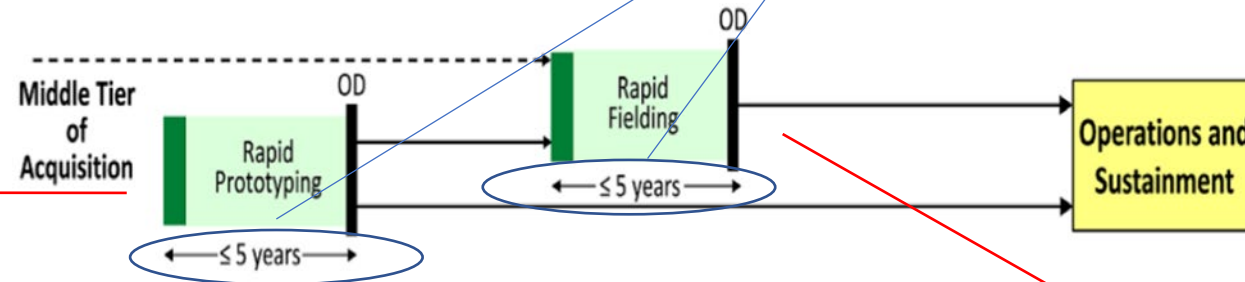 Middle Tier
of
Acquisition
OD
Rapid
Prototyping
≤ 5 years
OD
Rapid
Fielding
≤ 5 years
Operations and
Sustainment